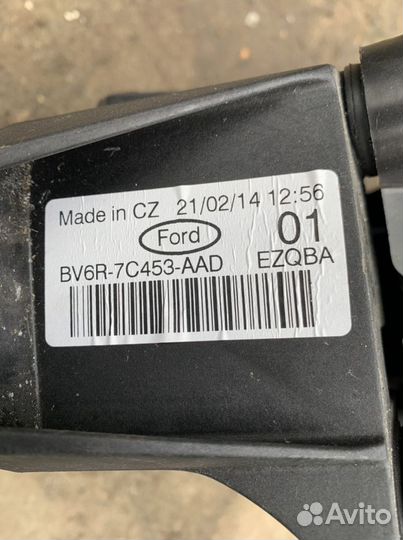 Made in CZ 21/02/14 12:56
Ford 01
BV6R-7C453-AAD EZQBA
Avito